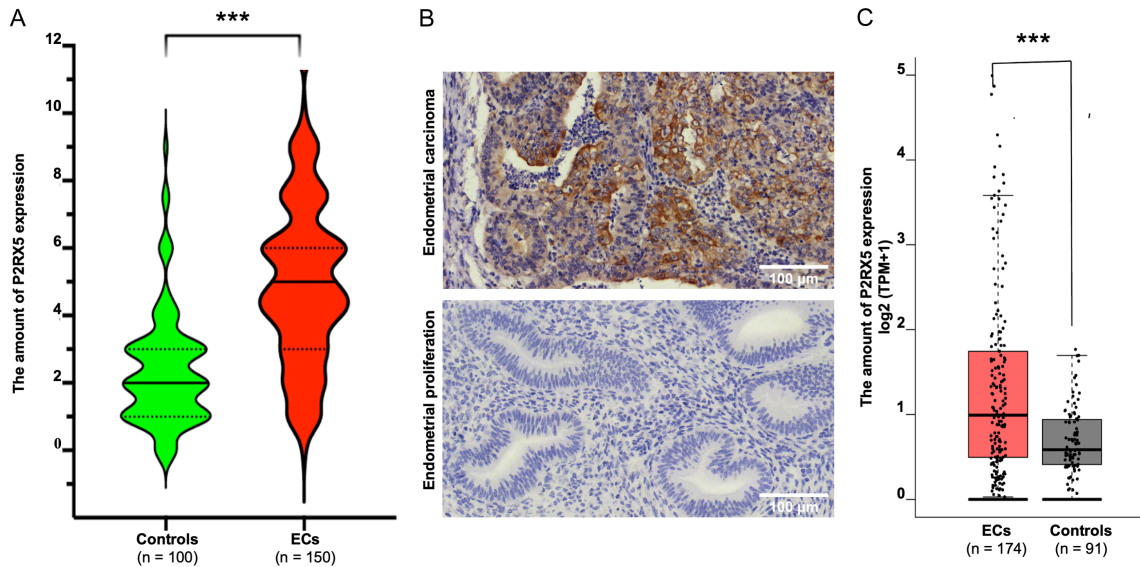 A
***
The amount of P2RX5 expression
12
10
8
6
4
2
0
Controls
(n = 100)
ECs
(n = 150)
B
Endometrial carcinoma
100 µm
Endometrial proliferation
100 µm
C
***
The amount of P2RX5 expression
log2 (TPM+1)
5
4
3
2
1
0
ECs
(n = 174)
Controls
(n = 91)